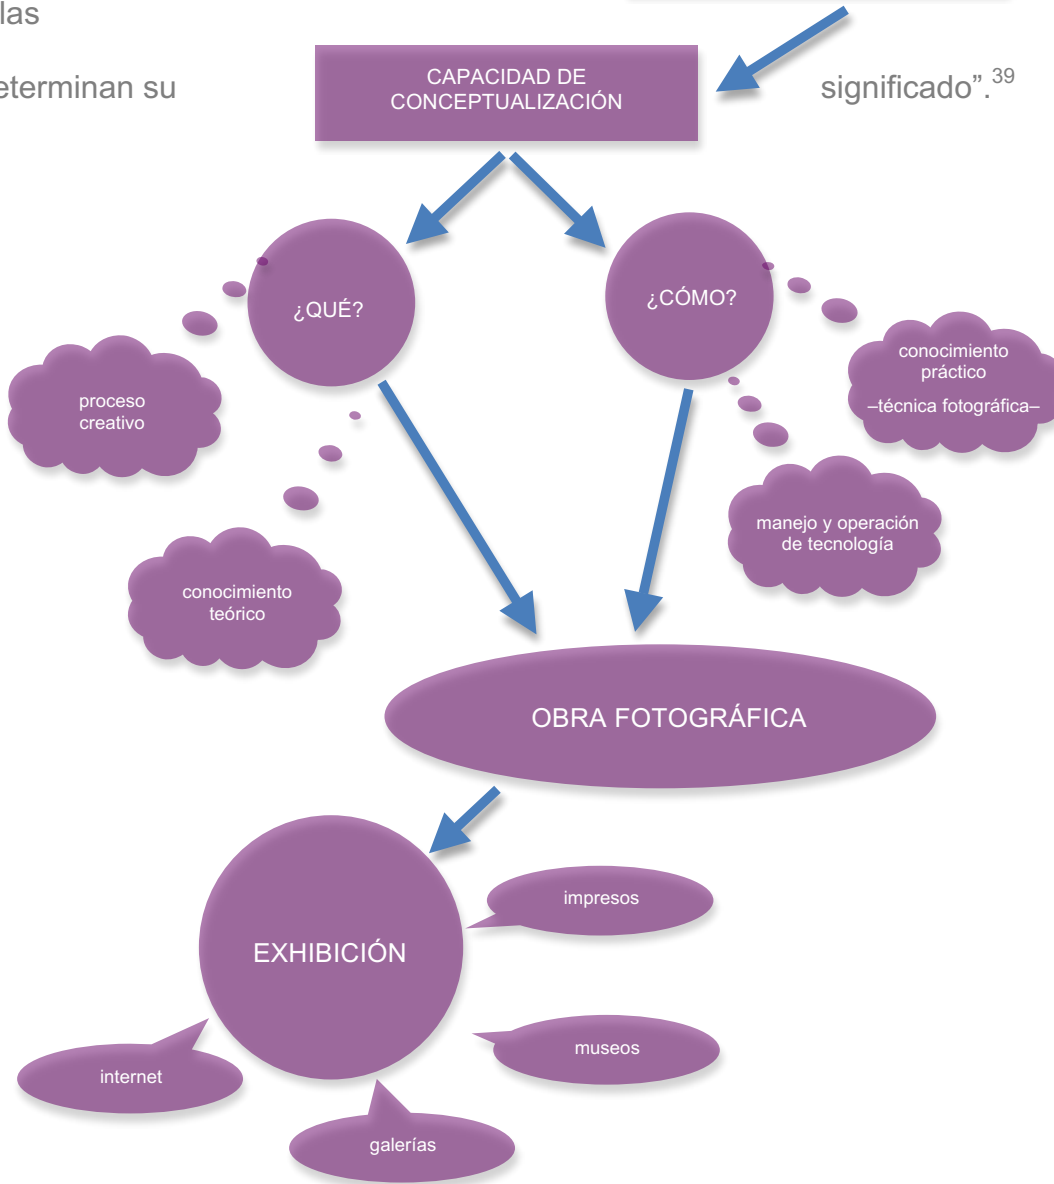 las
CAPACIDAD DE
CONCEPTUALIZACIÓN
eterminan su
significado”.39
¿QUÉ?
¿CÓMO?
conocimiento
práctico
–técnica fotográfica–
proceso
creativo
manejo y operación
de tecnología
conocimiento
teórico
OBRA FOTOGRÁFICA
impresos
EXHIBICIÓN
museos
internet
galerías